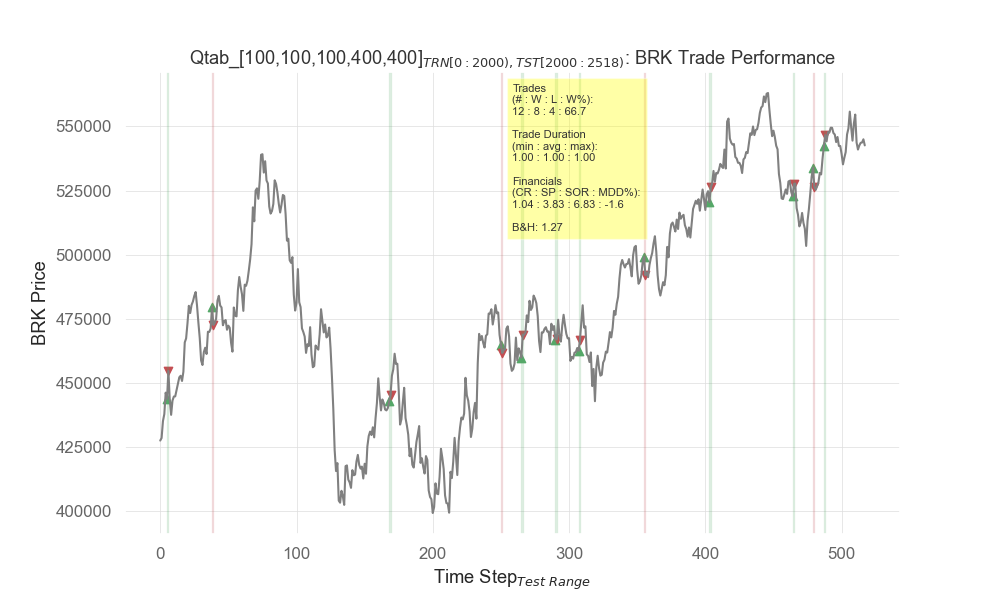 Qtab_[100,100,100,400,400]TRN[0:2000),TST[2000:2518): BRK Trade Performance
Trades
(# : W : L : W%):
12 : 8 : 4 : 66.7
Trade Duration
(min : avg : max):
1.00 : 1.00 : 1.00
Financials
(CR : SP : SOR : MDD%):
1.04 : 3.83 : 6.83 : -1.6
B&H: 1.27
BRK Price
550000
525000
500000
475000
450000
425000
400000
0 100 200 300 400 500
Time StepTest Range